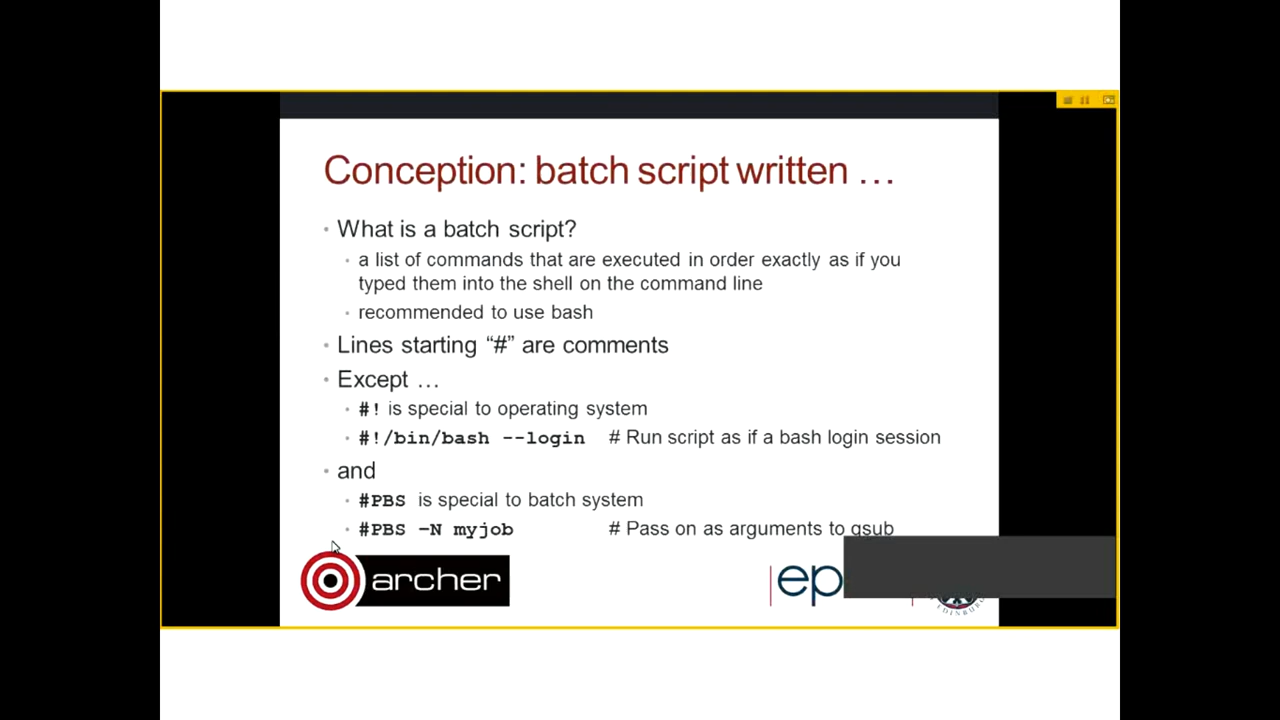 Conception: batch script written …
• What is a batch script?
• a list of commands that are executed in order exactly as if you
typed them into the shell on the command line
• recommended to use bash
• Lines starting “#” are comments
• Except …
• #! is special to operating system
• #!/bin/bash --login # Run script as if a bash login session
• and
• #PBS is special to batch system
• #PBS –N myjob # Pass on as arguments to qsub
archer
ep
EDINBURG